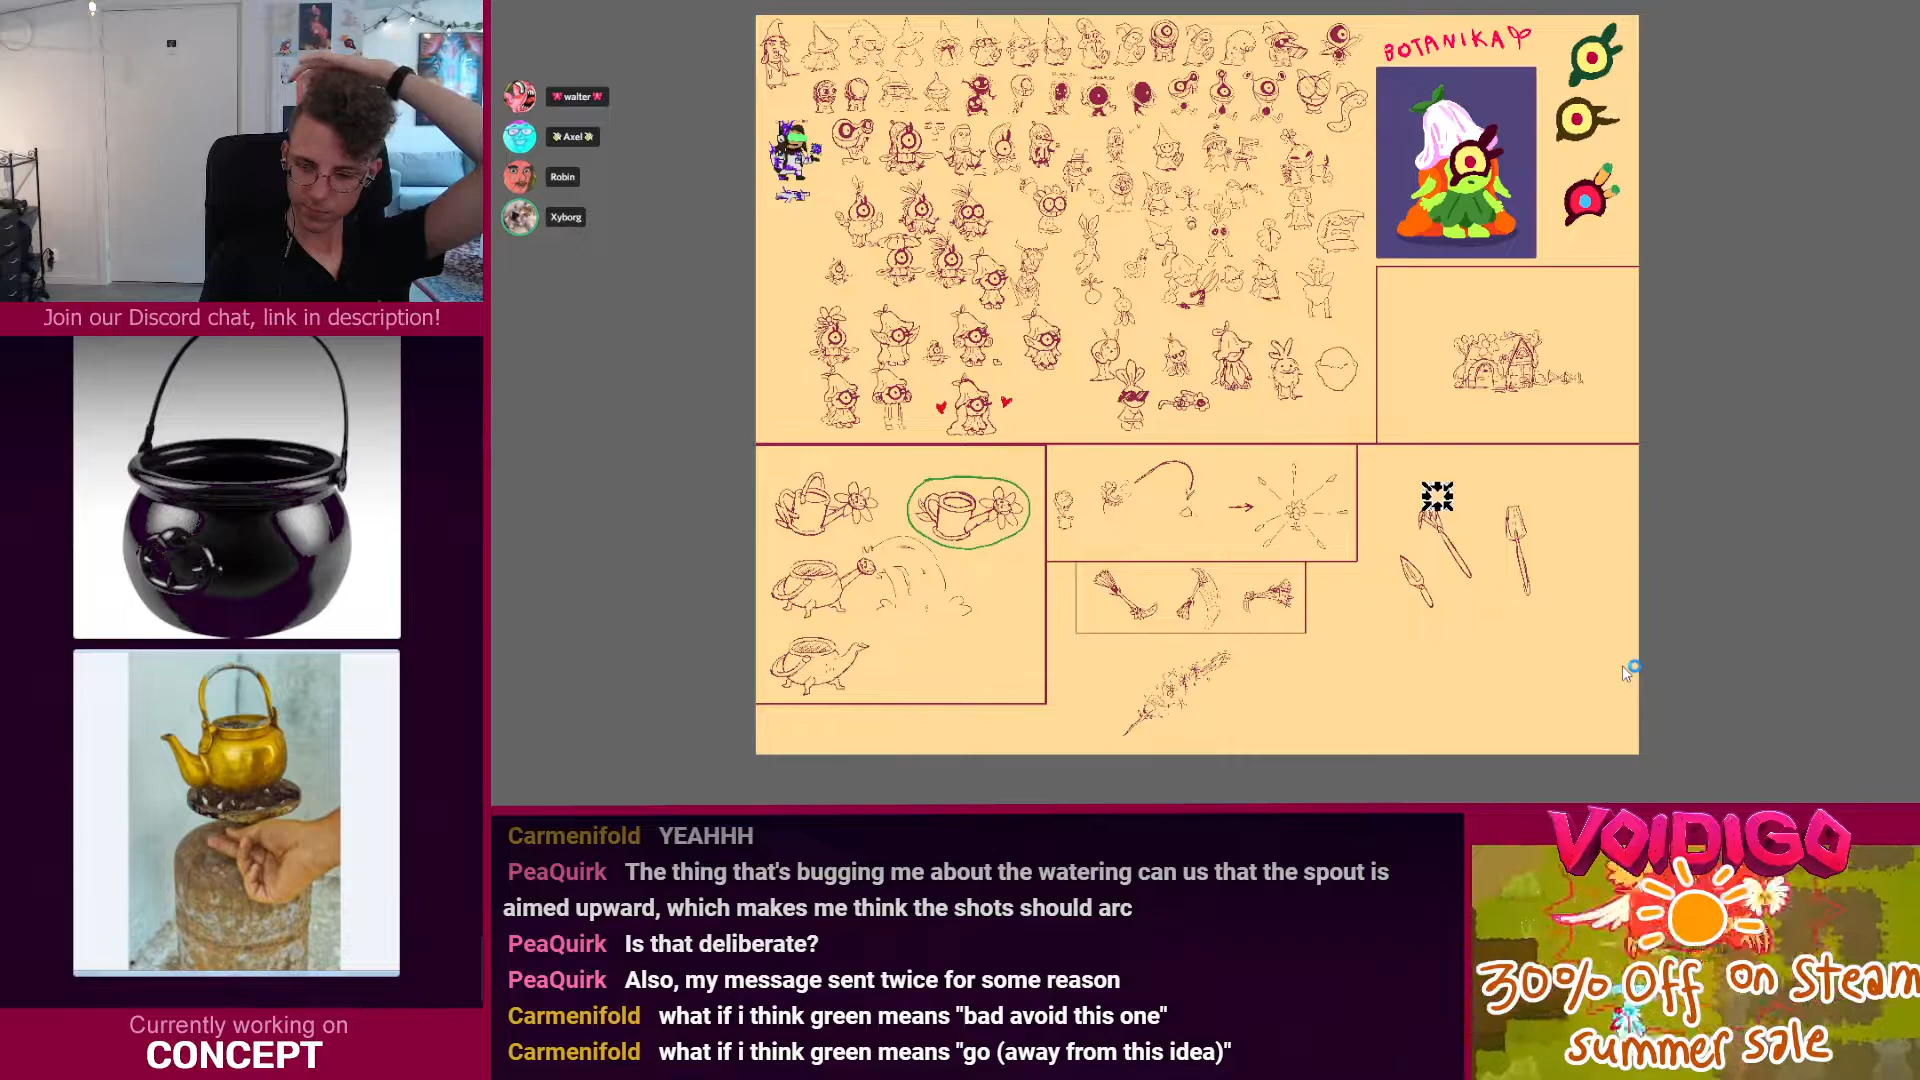 walter
Axel
Robin
Xyborg
BOTANIKA
Join our Discord chat, link in description!
Currently working on
CONCEPT
Carmenifold YEAHHH
PeaQuirk The thing that's bugging me about the watering can us that the spout is
aimed upward, which makes me think the shots should arc
PeaQuirk Is that deliberate?
PeaQuirk Also, my message sent twice for some reason
Carmenifold what if i think green means "bad avoid this one"
Carmenifold what if i think green means "go (away from this idea)"
VOIDIGO
30% Off on Steam
summer sale